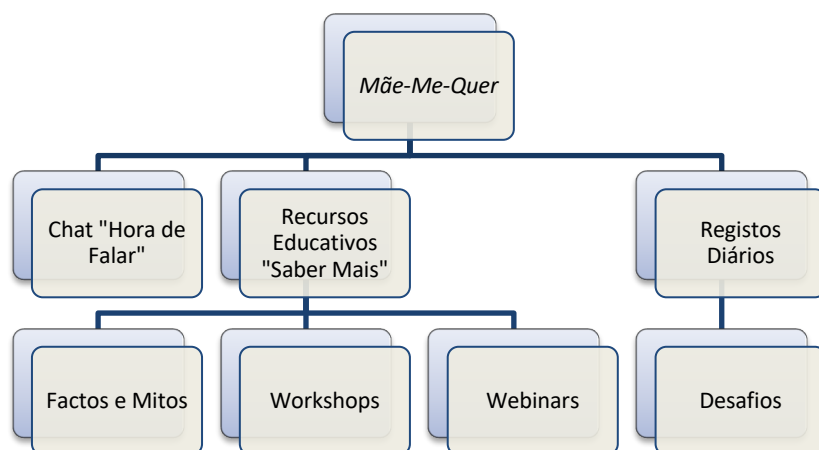 Mãe-Me-Quer
Chat "Hora de
Falar"
Recursos
Educativos
"Saber Mais"
Registos
Diários
Factos e Mitos
Workshops
Webinars
Desafios